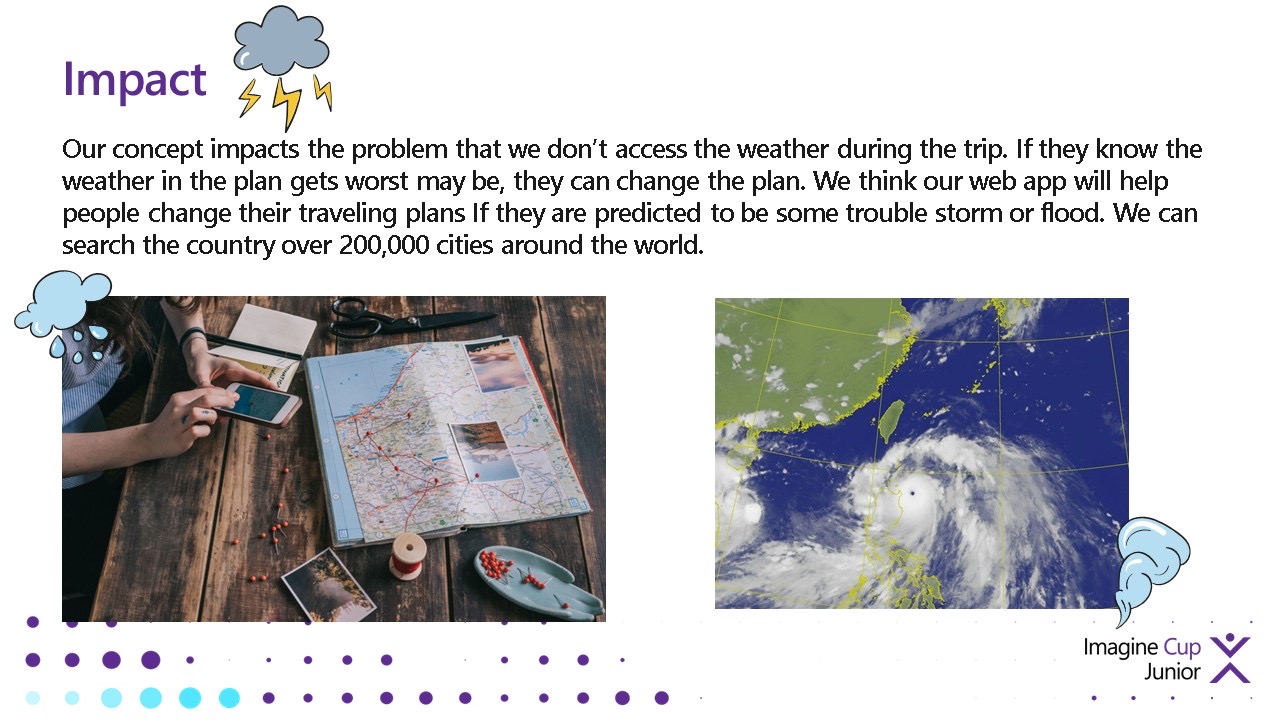 Impact
Our concept impacts the problem that we don't access the weather during the trip. If they know the
weather in the plan gets worst may be, they can change the plan. We think our web app will help
people change their traveling plans If they are predicted to be some trouble storm or flood. We can
search the country over 200,000 cities around the world.
Imagine Cup
Junior